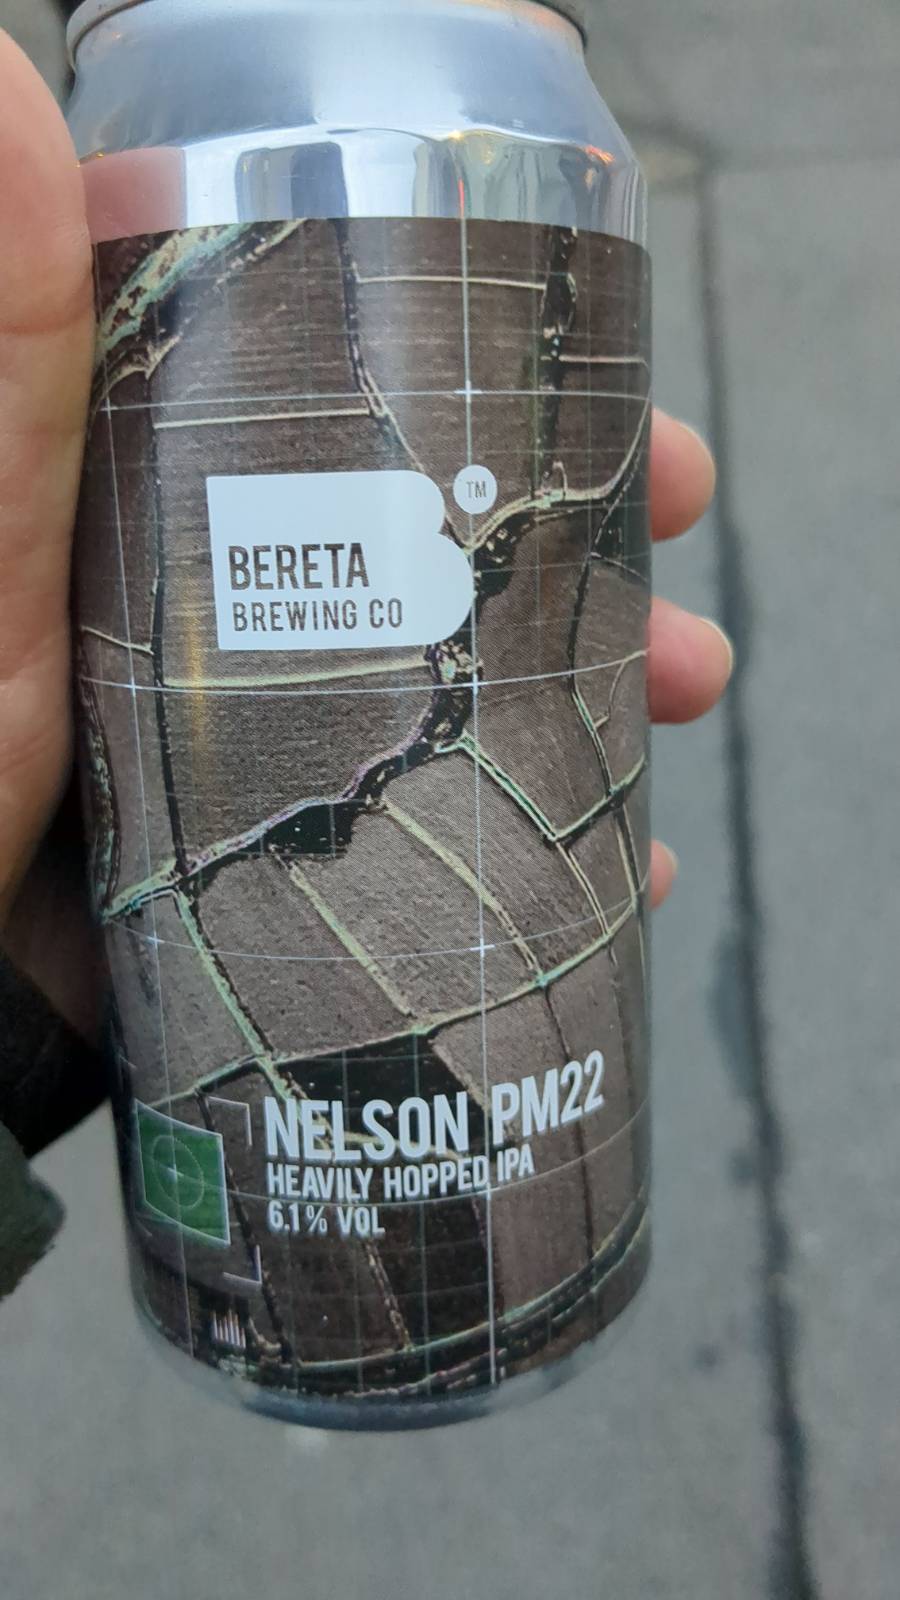 TM
BERETA
BREWING CO
NELSON PM22
HEAVILY HOPPED IPA
6.1% VOL